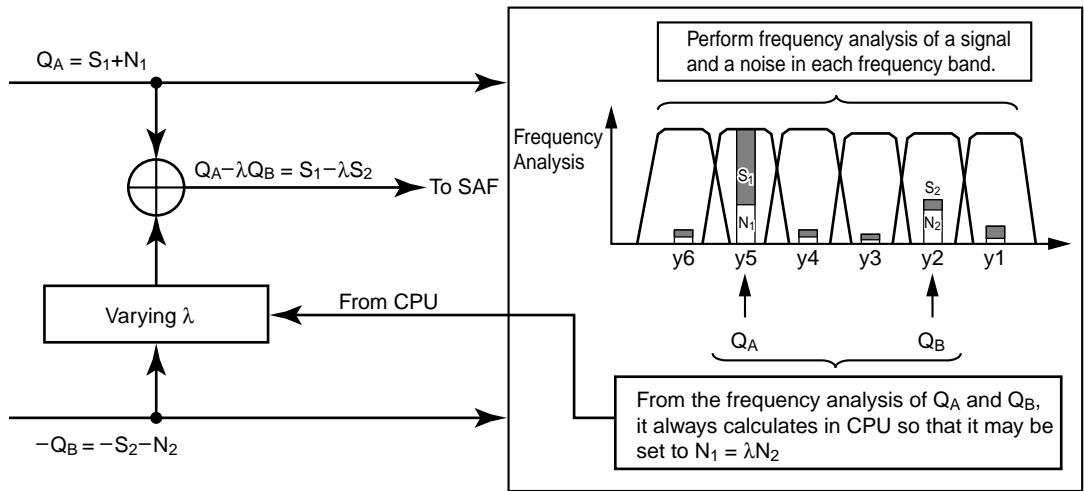 Q_A = S_1+N_1
Q_A−λQ_B = S_1−λS_2
To SAF
Varying λ
From CPU
−Q_B = −S_2−N_2
Perform frequency analysis of a signal
and a noise in each frequency band.
Frequency
Analysis
S_1
N_1
S_2
N_2
y6 y5 y4 y3 y2 y1
Q_A Q_B
From the frequency analysis of Q_A and Q_B,
it always calculates in CPU so that it may be
set to N_1 = λN_2